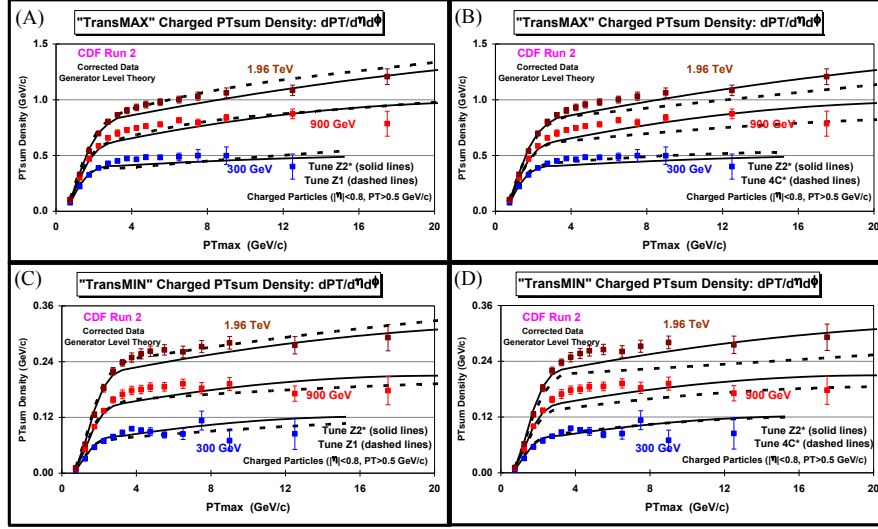 (A)
"TransMAX" Charged PTsum Density: dPT/dηdϕ
1.5
1.0
0.5
0.0
PTsum Density (GeV/c)
CDF Run 2
Corrected Data
Generator Level Theory
1.96 TeV
900 GeV
300 GeV
Tune Z2* (solid lines)
Tune Z1 (dashed lines)
Charged Particles (|η|<0.8, PT>0.5 GeV/c)
0 4 8 12 16 20
PTmax (GeV/c)
(B)
"TransMAX" Charged PTsum Density: dPT/dηdϕ
1.5
1.0
0.5
0.0
PTsum Density (GeV/c)
CDF Run 2
Corrected Data
Generator Level Theory
1.96 TeV
900 GeV
300 GeV
Tune Z2* (solid lines)
Tune 4C* (dashed lines)
Charged Particles (|η|<0.8, PT>0.5 GeV/c)
0 4 8 12 16 20
PTmax (GeV/c)
(C)
"TransMIN" Charged PTsum Density: dPT/dηdϕ
0.36
0.24
0.12
0.00
PTsum Density (GeV/c)
CDF Run 2
Corrected Data
Generator Level Theory
1.96 TeV
900 GeV
300 GeV
Tune Z2* (solid lines)
Tune Z1 (dashed lines)
Charged Particles (|η|<0.8, PT>0.5 GeV/c)
0 4 8 12 16 20
PTmax (GeV/c)
(D)
"TransMIN" Charged PTsum Density: dPT/dηdϕ
0.36
0.24
0.12
0.00
PTsum Density (GeV/c)
CDF Run 2
Corrected Data
Generator Level Theory
1.96 TeV
900 GeV
300 GeV
Tune Z2* (solid lines)
Tune 4C* (dashed lines)
Charged Particles (|η|<0.8, PT>0.5 GeV/c)
0 4 8 12 16 20
PTmax (GeV/c)